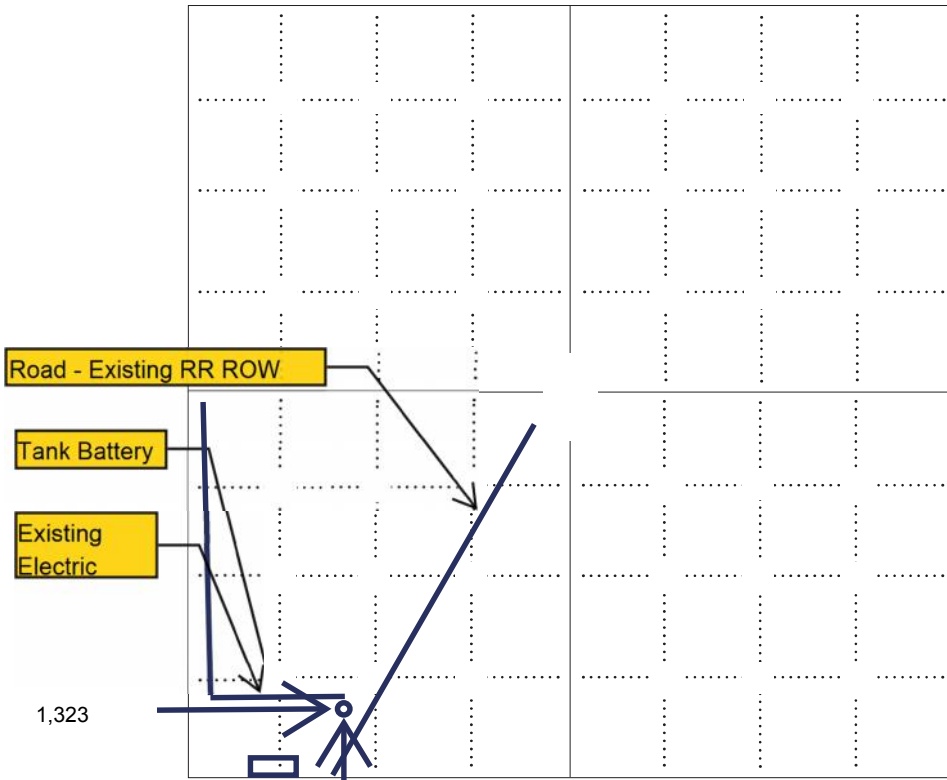 Road - Existing RR ROW
Tank Battery
Existing
Electric
1,323